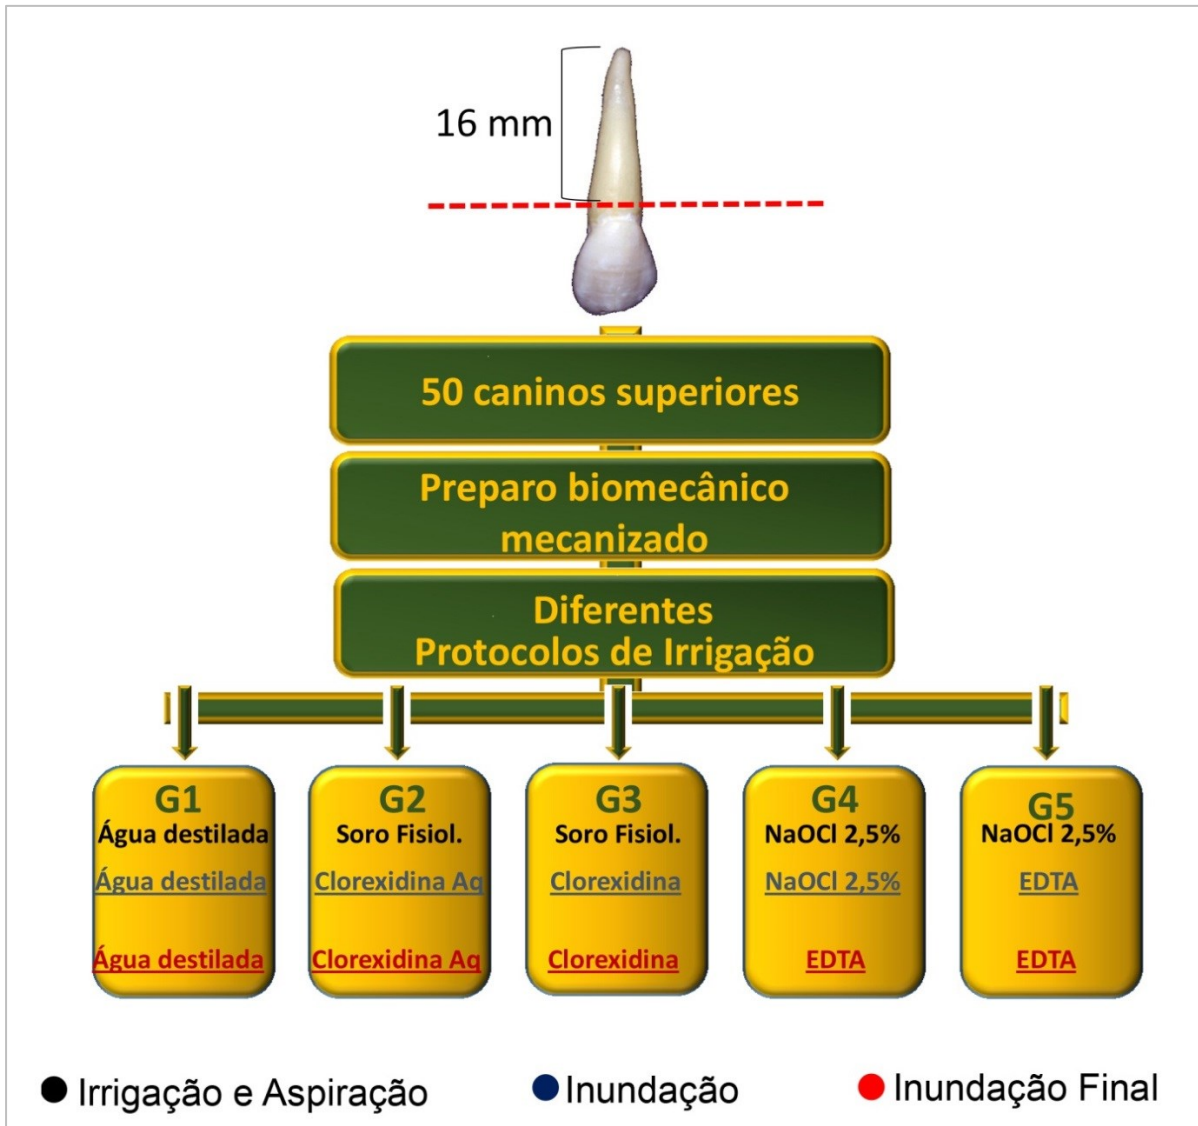 16 mm
50 caninos superiores
Preparo biomecânico
mecanizado
Diferentes
Protocolos de Irrigação
G1
Água destilada
Água destilada
Água destilada
G2
Soro Fisiol.
Clorexidina Aq
Clorexidina Aq
G3
Soro Fisiol.
Clorexidina
Clorexidina
G4
NaOCl 2,5%
NaOCl 2,5%
EDTA
G5
NaOCl 2,5%
EDTA
EDTA
Irrigação e Aspiração
Inundação
Inundação Final